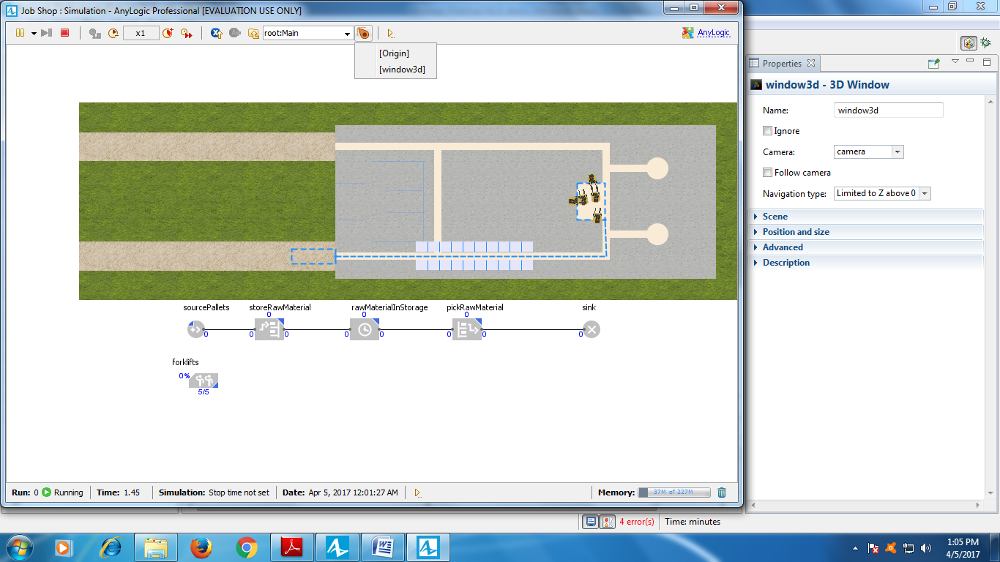 Job Shop : Simulation - AnyLogic Professional [EVALUATION USE ONLY]
x1
root:Main
AnyLogic
[Origin]
[window3d]
sourcePallets
storeRawMaterial
rawMaterialInStorage
pickRawMaterial
sink
0 0 0
0 0 0 0 0 0 0 0
forklifts
0%
5/5
Run: 0 Running
Time: 1.45
Simulation: Stop time not set
Date: Apr 5, 2017 12:01:27 AM
Memory: 37M of 227M
Properties
window3d - 3D Window
Name: window3d
Ignore
Camera: camera
Follow camera
Navigation type: Limited to Z above 0
Scene
Position and size
Advanced
Description
4 error(s)
Time: minutes
1:05 PM
4/5/2017